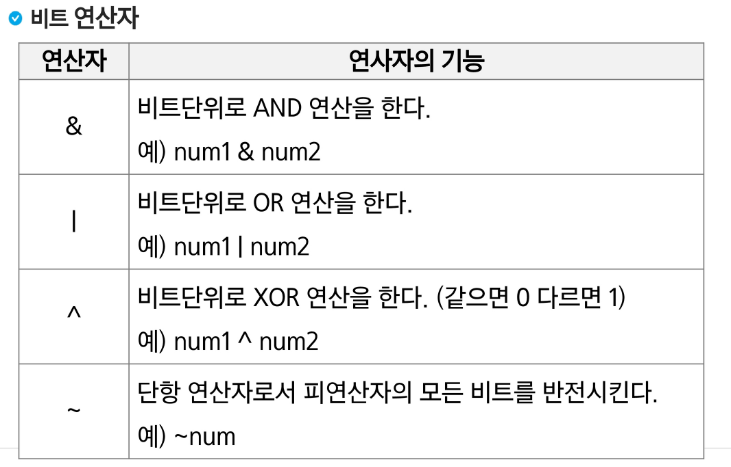 비트 연산자
연산자
연사자의 기능
&
비트단위로 AND 연산을 한다.
예) num1 & num2
|
비트단위로 OR 연산을 한다.
예) num1 | num2
^
비트단위로 XOR 연산을 한다. (같으면 0 다르면 1)
예) num1 ^ num2
~
단항 연산자로서 피연산자의 모든 비트를 반전시킨다.
예) ~num